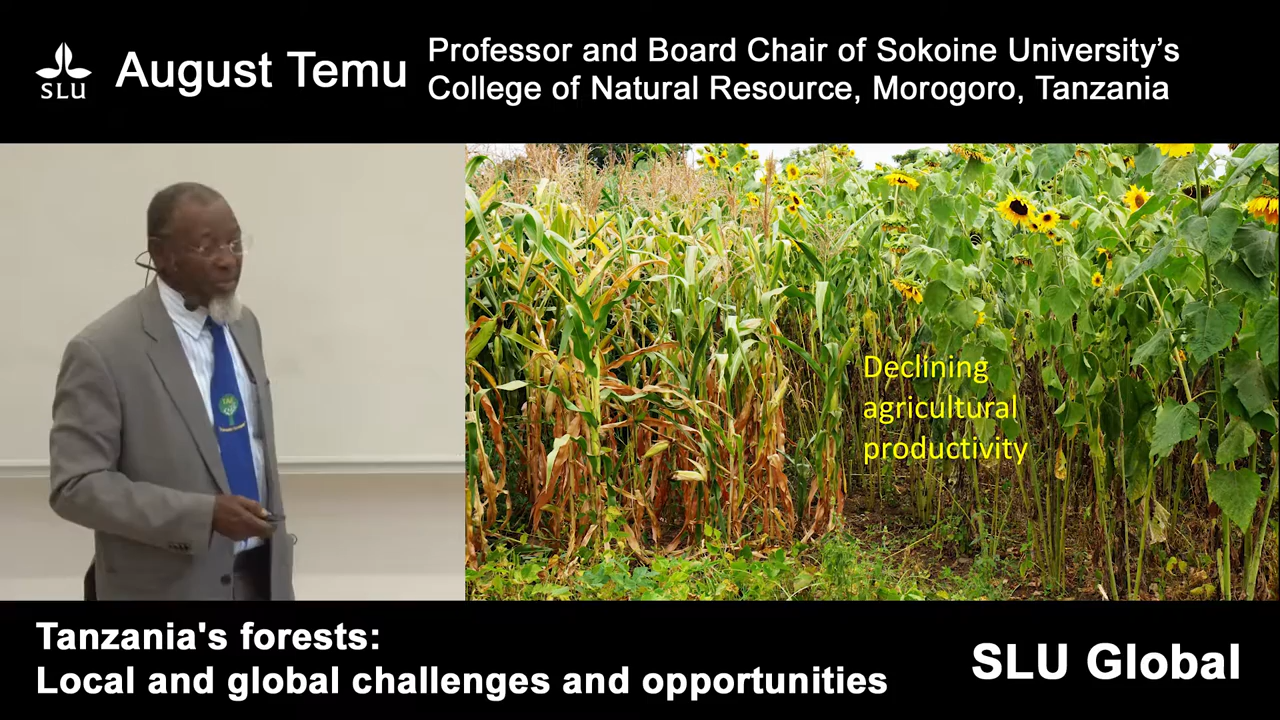 SLU
August Temu
Professor and Board Chair of Sokoine University's
College of Natural Resource, Morogoro, Tanzania
Declining
agricultural
productivity
Tanzania's forests:
Local and global challenges and opportunities
SLU Global